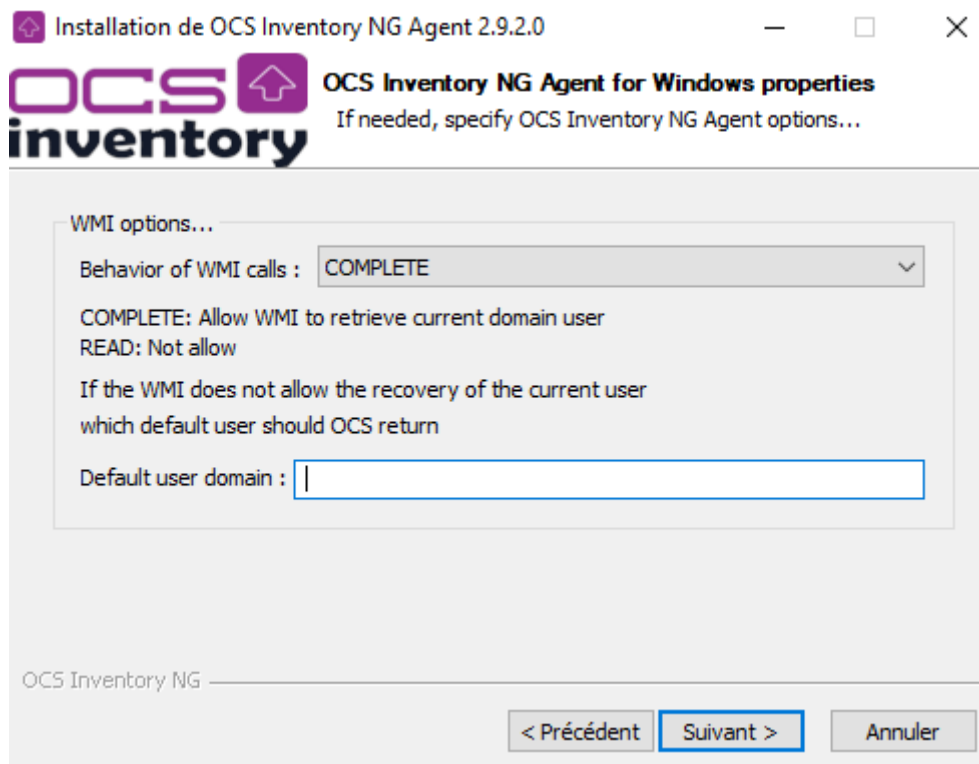 Installation de OCS Inventory NG Agent 2.9.2.0
OCS
inventory
OCS Inventory NG Agent for Windows properties
If needed, specify OCS Inventory NG Agent options...
WMI options...
Behavior of WMI calls : COMPLETE
COMPLETE: Allow WMI to retrieve current domain user
READ: Not allow
If the WMI does not allow the recovery of the current user
which default user should OCS return
Default user domain :
OCS Inventory NG
< Précédent Suivant > Annuler